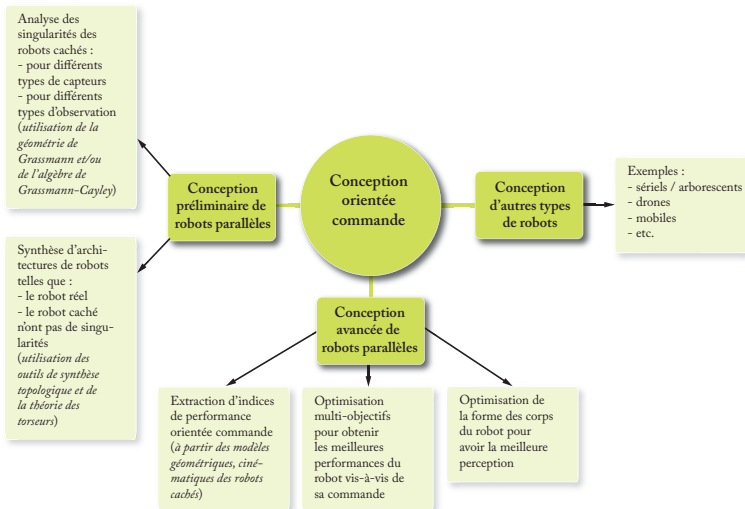 Analyse des
singularités des
robots cachés :
- pour différents
types de capteurs
- pour différents
types d'observation
(utilisation de la
géométrie de
Grassmann et/ou
de l'algèbre de
Grassmann-Cayley)
Conception
préliminaire de
robots parallèles
Conception
orientée
commande
Conception
d'autres types
de robots
Exemples :
- sériels / arborescents
- drones
- mobiles
- etc.
Synthèse d'archi-
tectures de robots
telles que :
- le robot réel
- le robot caché
n'ont pas de singu-
larités
(utilisation des
outils de synthèse
topologique et de
la théorie des
torseurs)
Conception
avancée de
robots parallèles
Extraction d'indices
de performance
orientée commande
(à partir des modèles
géométriques, ciné-
matiques des robots
cachés)
Optimisation
multi-objectifs
pour obtenir
les meilleures
performances du
robot vis-à-vis de
sa commande
Optimisation de
la forme des corps
du robot pour
avoir la meilleure
perception